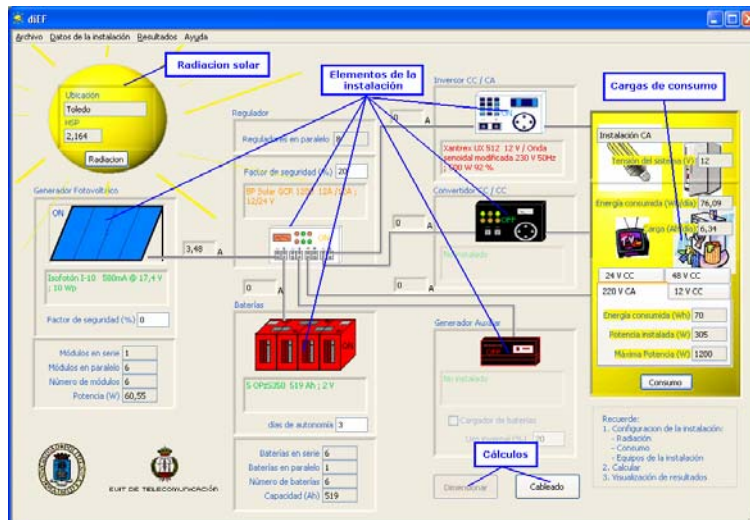 diEF
Archivo Datos de la instalación Resultados Ayuda
Radiacion solar
Elementos de la instalación
Cargas de consumo
Ubicación
Toledo
HSP
2,164
Radiacion
Generador Fotovoltaico
ON
3,48 A
Isofotón I-10 580mA @ 17,4 V
; 10 Wp
Factor de seguridad (%) 0
Módulos en serie 1
Módulos en paralelo 6
Número de módulos 6
Potencia (W) 60,55
EUIT DE TELECOMUNICACIÓN
Regulador
Reguladores en paralelo
Factor de seguridad (%) 20
12/24 V
0 A
Baterías
ON
S-OPzS350 519 Ah ; 2 V
dias de autonomía 3
Baterías en serie 6
Baterías en paralelo 1
Número de baterías 6
Capacidad (Ah) 519
Inversor CC / CA
0 A
ON
Xantrex UX 512 12 V / Onda
senoidal modificada 230 V 50Hz
; 500 W 92 %
Convertidor CC / CC
0 A
OFF
No instalado
0 A
Generador Auxiliar
OFF
No instalado
Cargador de baterías
Cálculos
Dimensionar
Cableado
Instalación CA
Tensión del sistema (V) 12
Energía consumida (Wh/día) 76,09
Carga (Ah/día) 6,34
24 V CC 48 V CC
220 V CA 12 V CC
Energía consumida (Wh) 70
Potencia instalada (W) 305
Máxima Potencia (W) 1200
Consumo
Recuerde:
1. Configuracion de la instalación:
- Radiación
- Consumo
- Equipos de la instalación
2. Calcular
3. Visualización de resultados